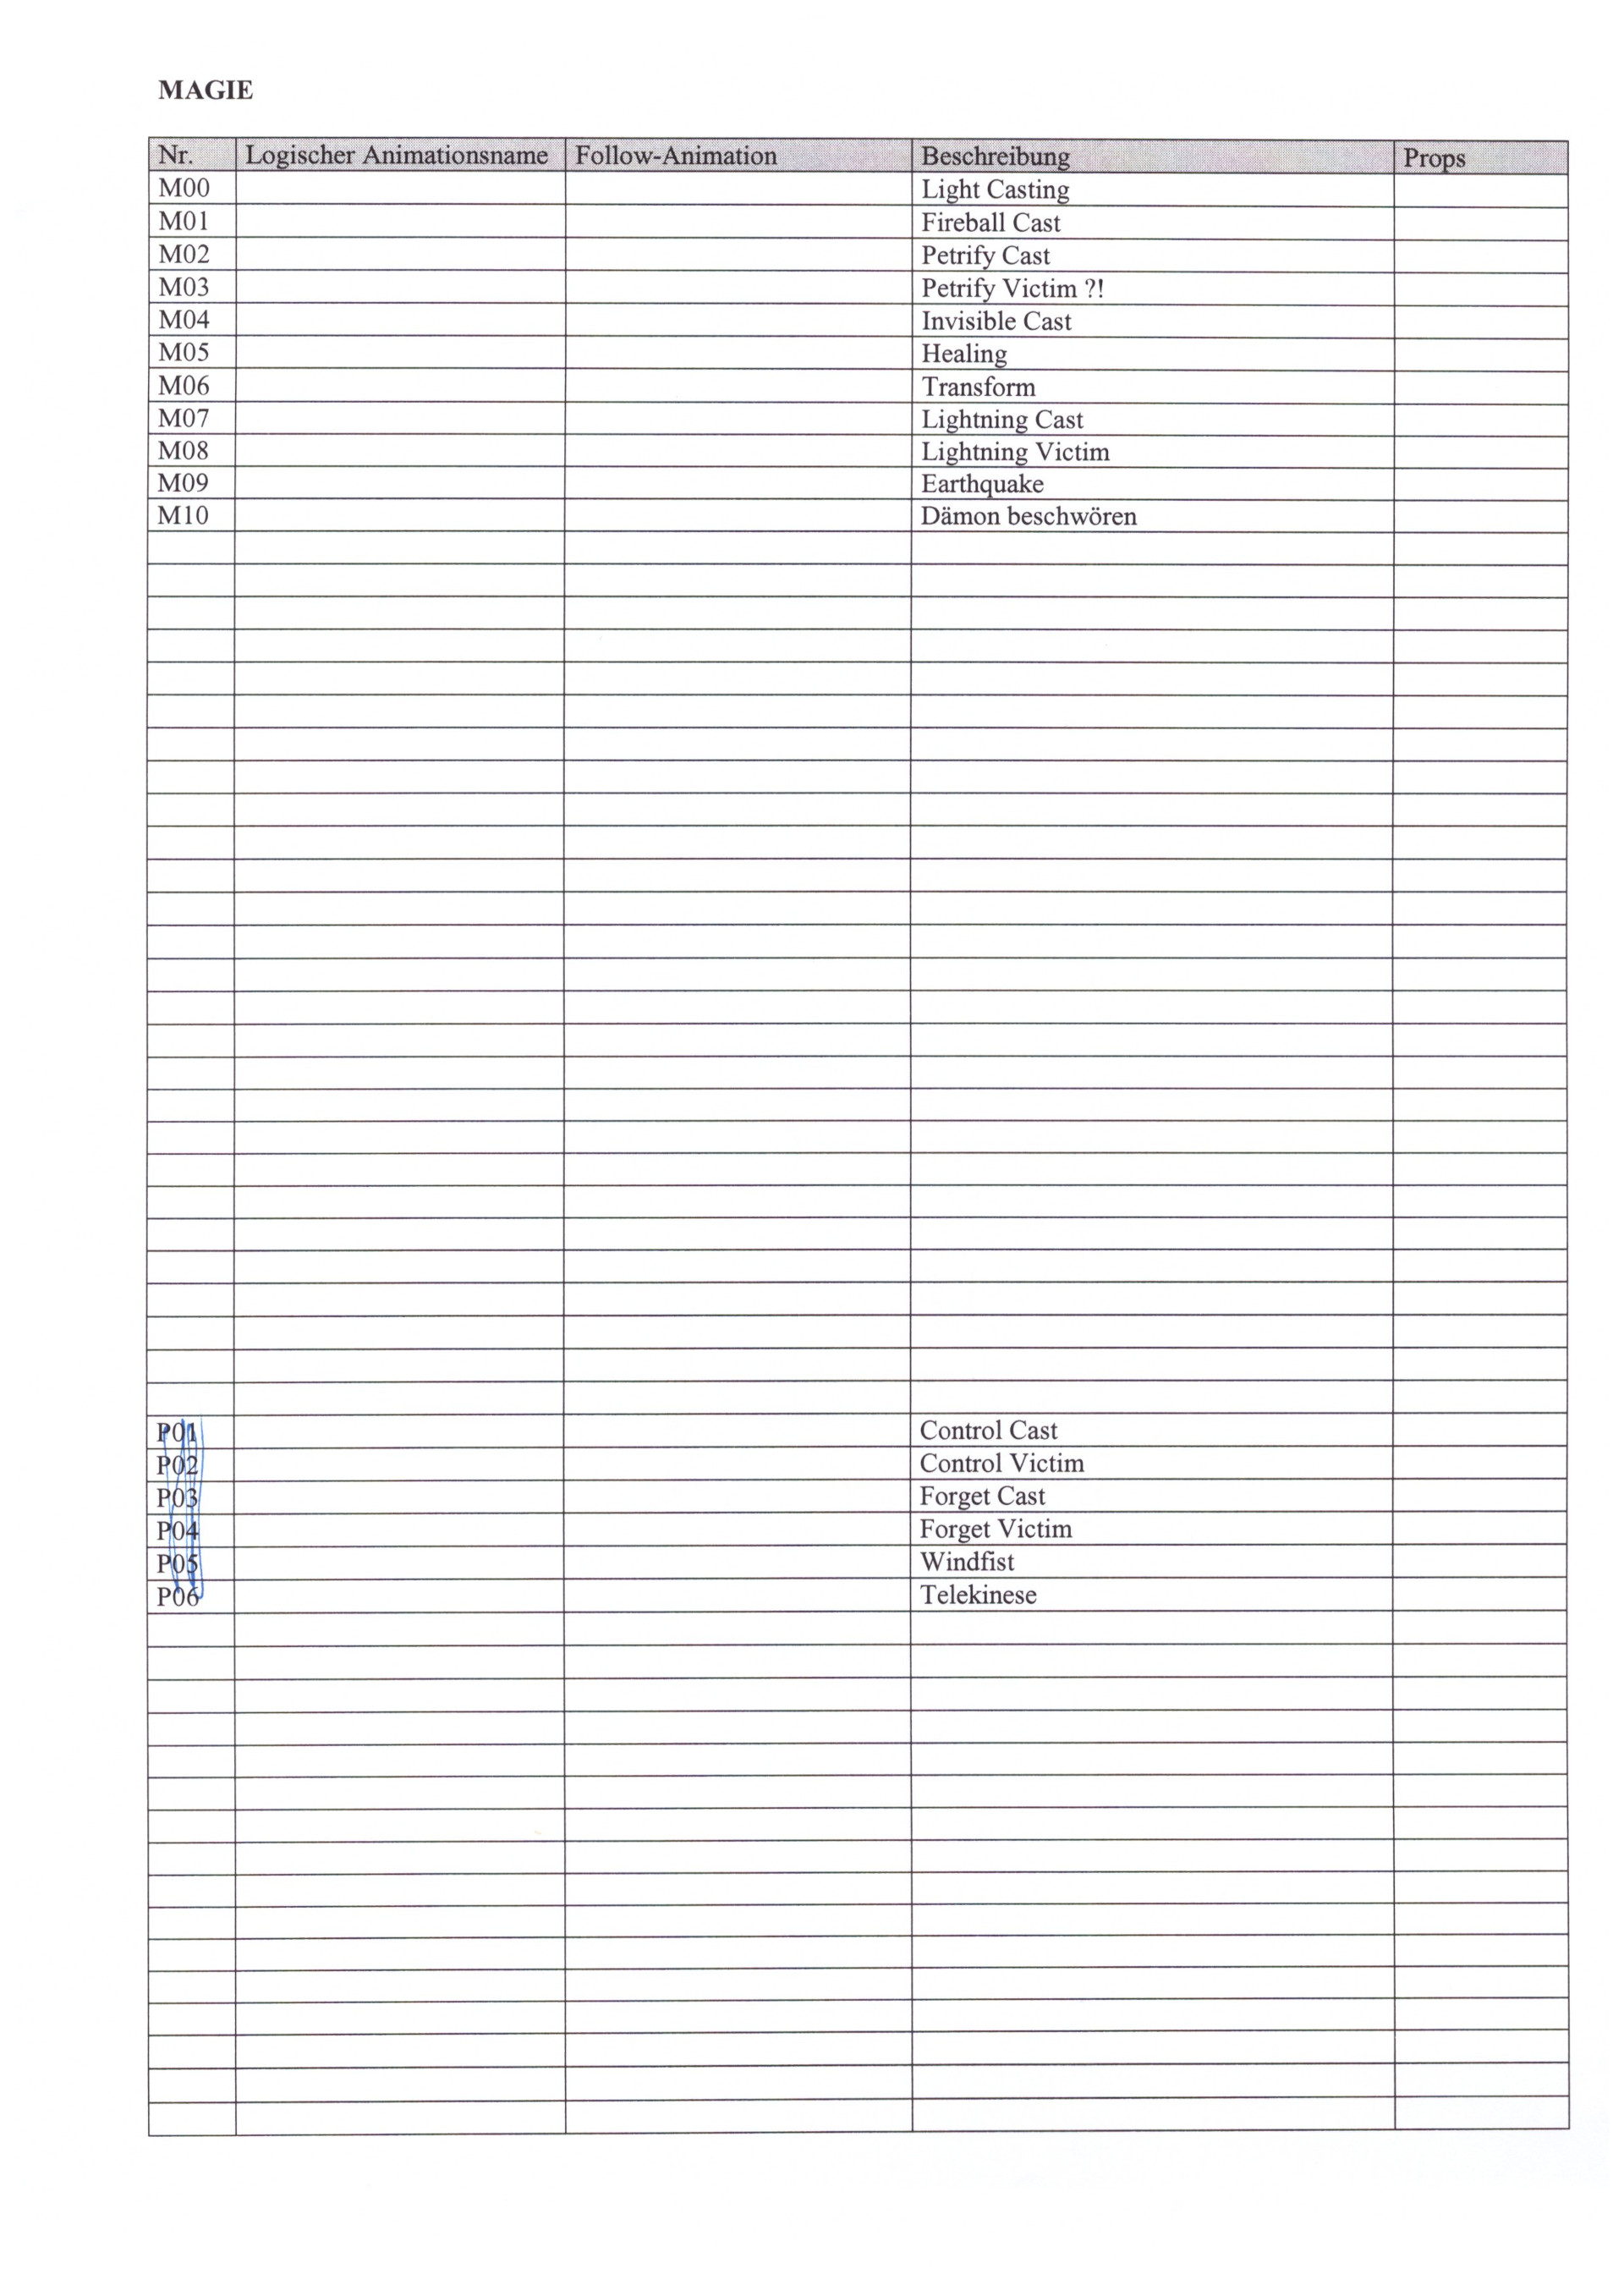 MAGIE
Nr. Logischer Animationsname Follow-Animation Beschreibung Props
M00 Light Casting
M01 Fireball Cast
M02 Petrify Cast
M03 Petrify Victim ?!
M04 Invisible Cast
M05 Healing
M06 Transform
M07 Lightning Cast
M08 Lightning Victim
M09 Earthquake
M10 Dämon beschwören
P01 Control Cast
P02 Control Victim
P03 Forget Cast
P04 Forget Victim
P05 Windfist
P06 Telekinese